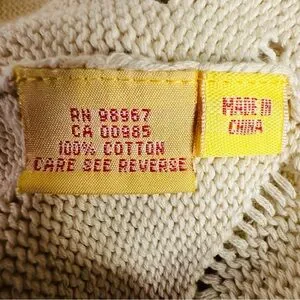 RN 98967
CA 00985
100% COTTON
CARE SEE REVERSE
MADE IN
CHINA